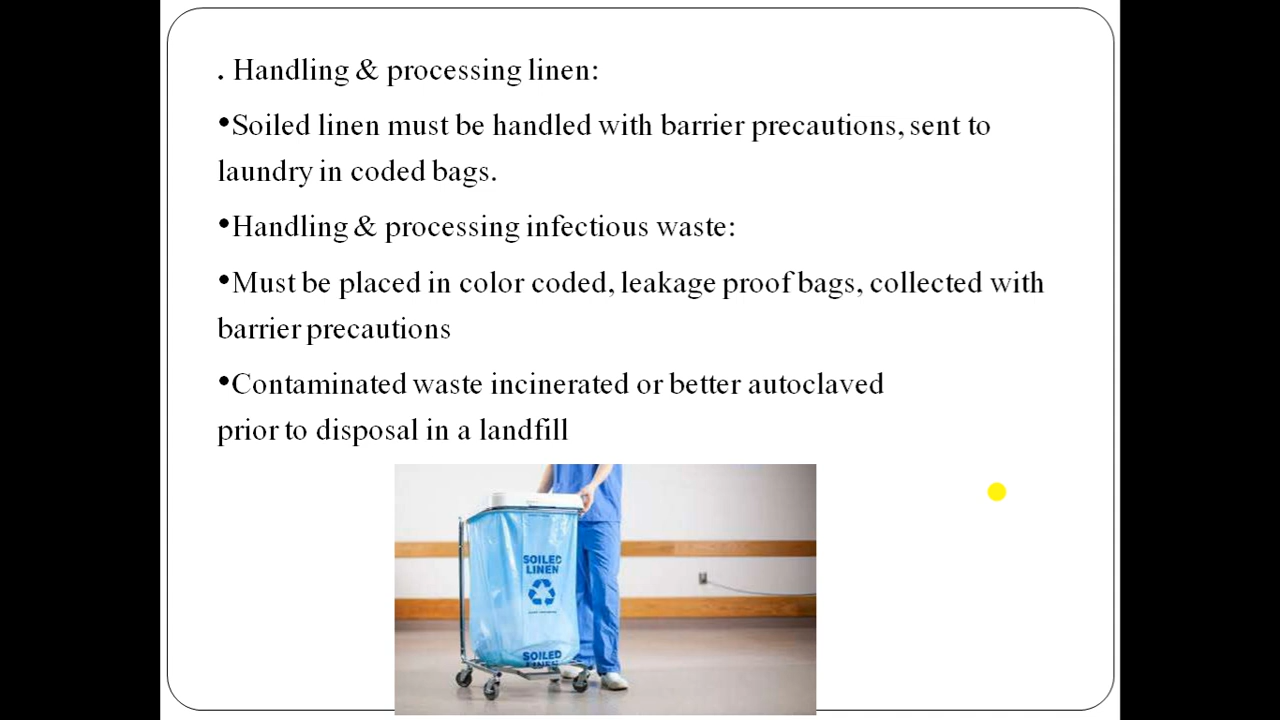 . Handling & processing linen:
•Soiled linen must be handled with barrier precautions, sent to
laundry in coded bags.
•Handling & processing infectious waste:
•Must be placed in color coded, leakage proof bags, collected with
barrier precautions
•Contaminated waste incinerated or better autoclaved
prior to disposal in a landfill
SOILED
LINEN
SOILED
LINEN